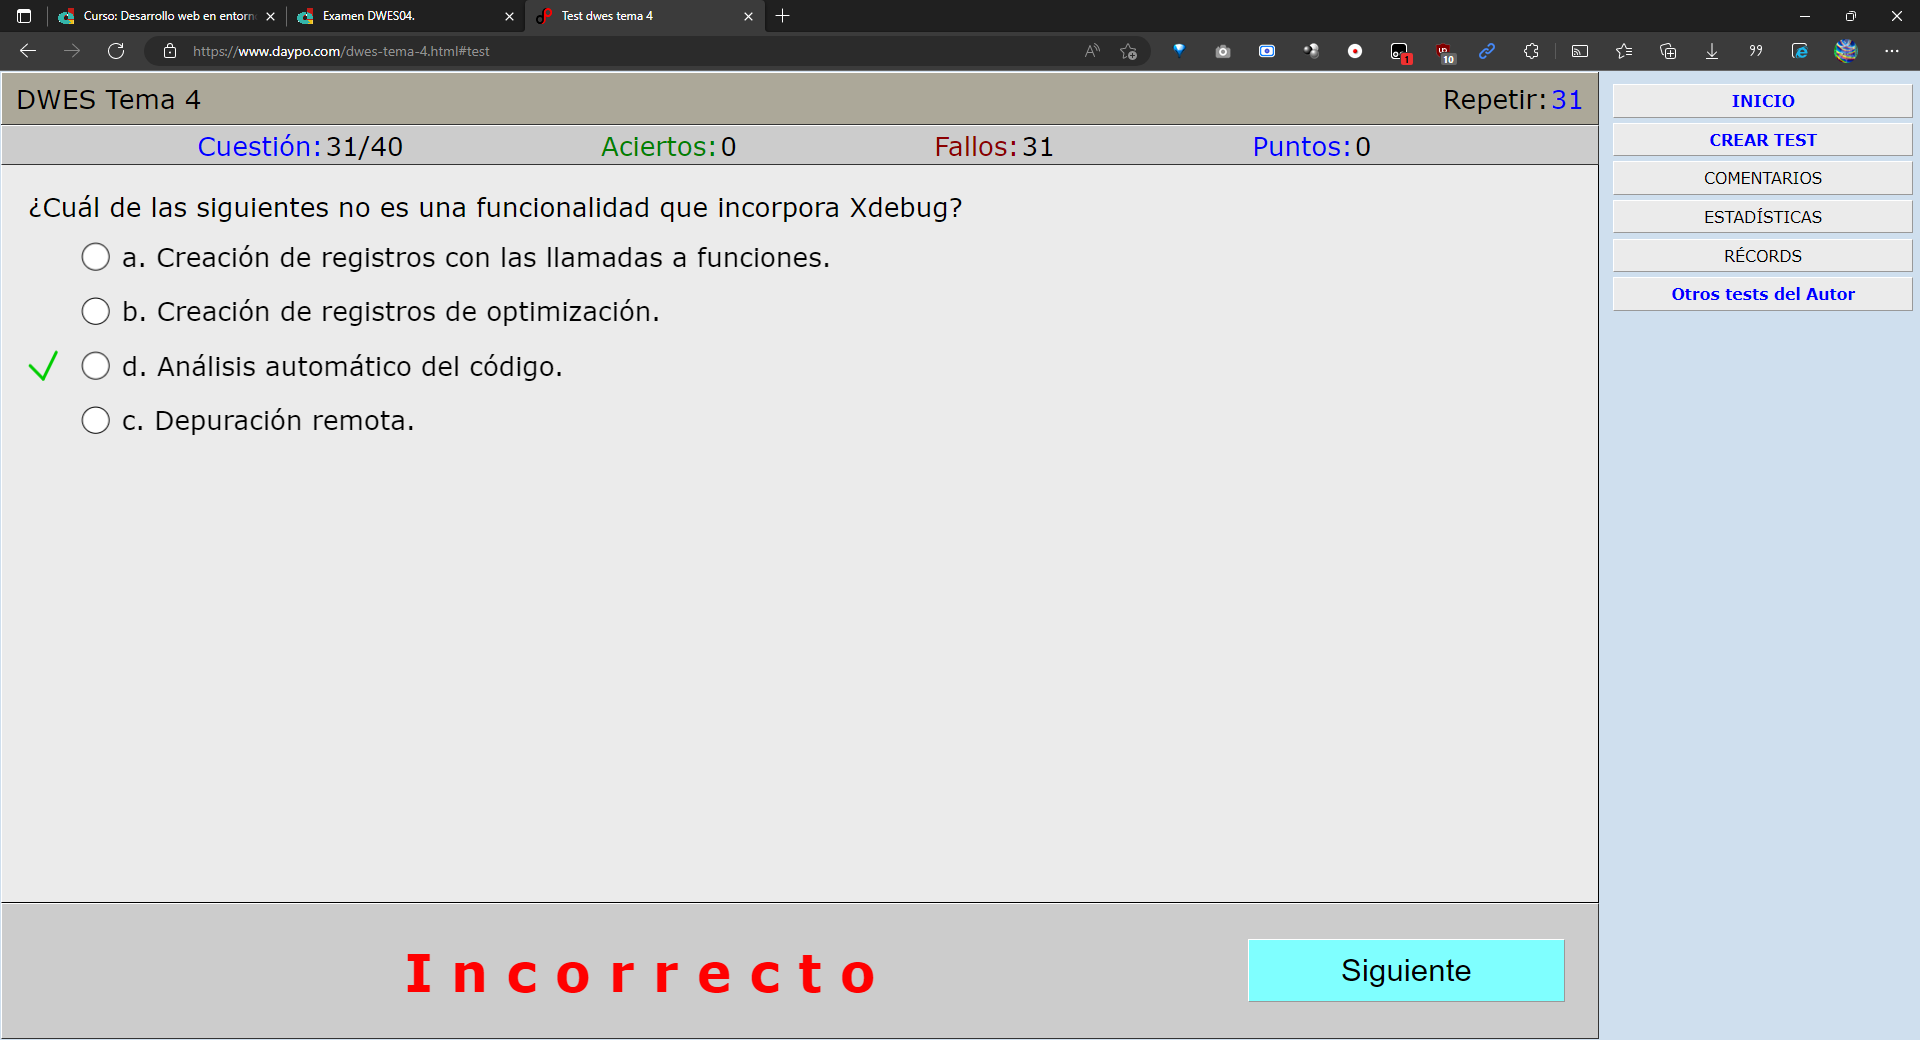 Curso: Desarrollo web en entorn
Examen DWES04.
Test dwes tema 4
https://www.daypo.com/dwes-tema-4.html#test
1
10
DWES Tema 4
Repetir: 31
Cuestión: 31/40
Aciertos: 0
Fallos: 31
Puntos: 0
¿Cuál de las siguientes no es una funcionalidad que incorpora Xdebug?
a. Creación de registros con las llamadas a funciones.
b. Creación de registros de optimización.
d. Análisis automático del código.
c. Depuración remota.
Incorrecto
Siguiente
INICIO
CREAR TEST
COMENTARIOS
ESTADÍSTICAS
RÉCORDS
Otros tests del Autor